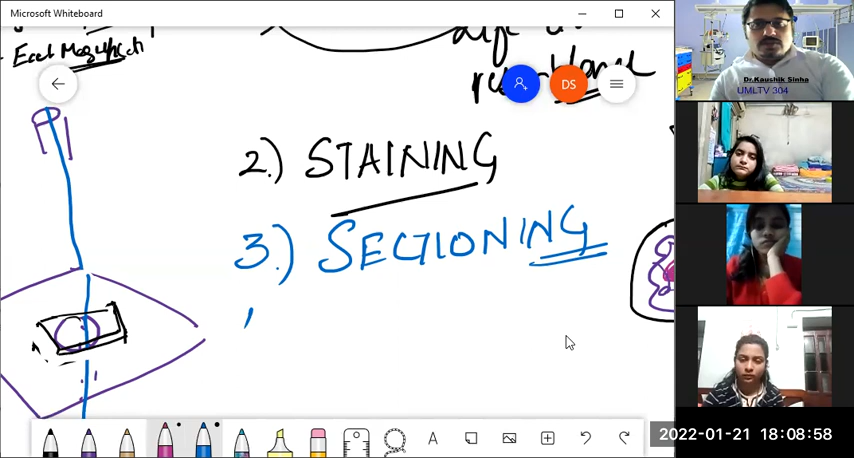 Microsoft Whiteboard
DS
2.) STAINING
3.) SECTIONING
A
Dr.Kaushik Sinha
UMLTV 304
2022-01-21 18:08:58